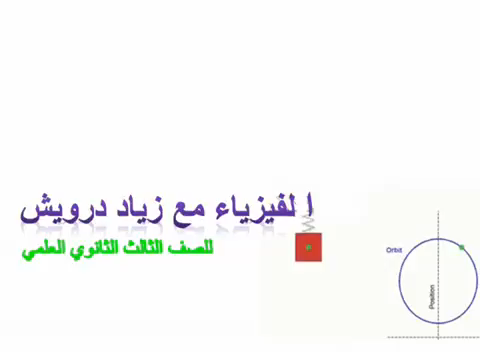 الفيزياء مع زياد درويش
للصف الثالث الثانوي العلمي
Orbit
Position